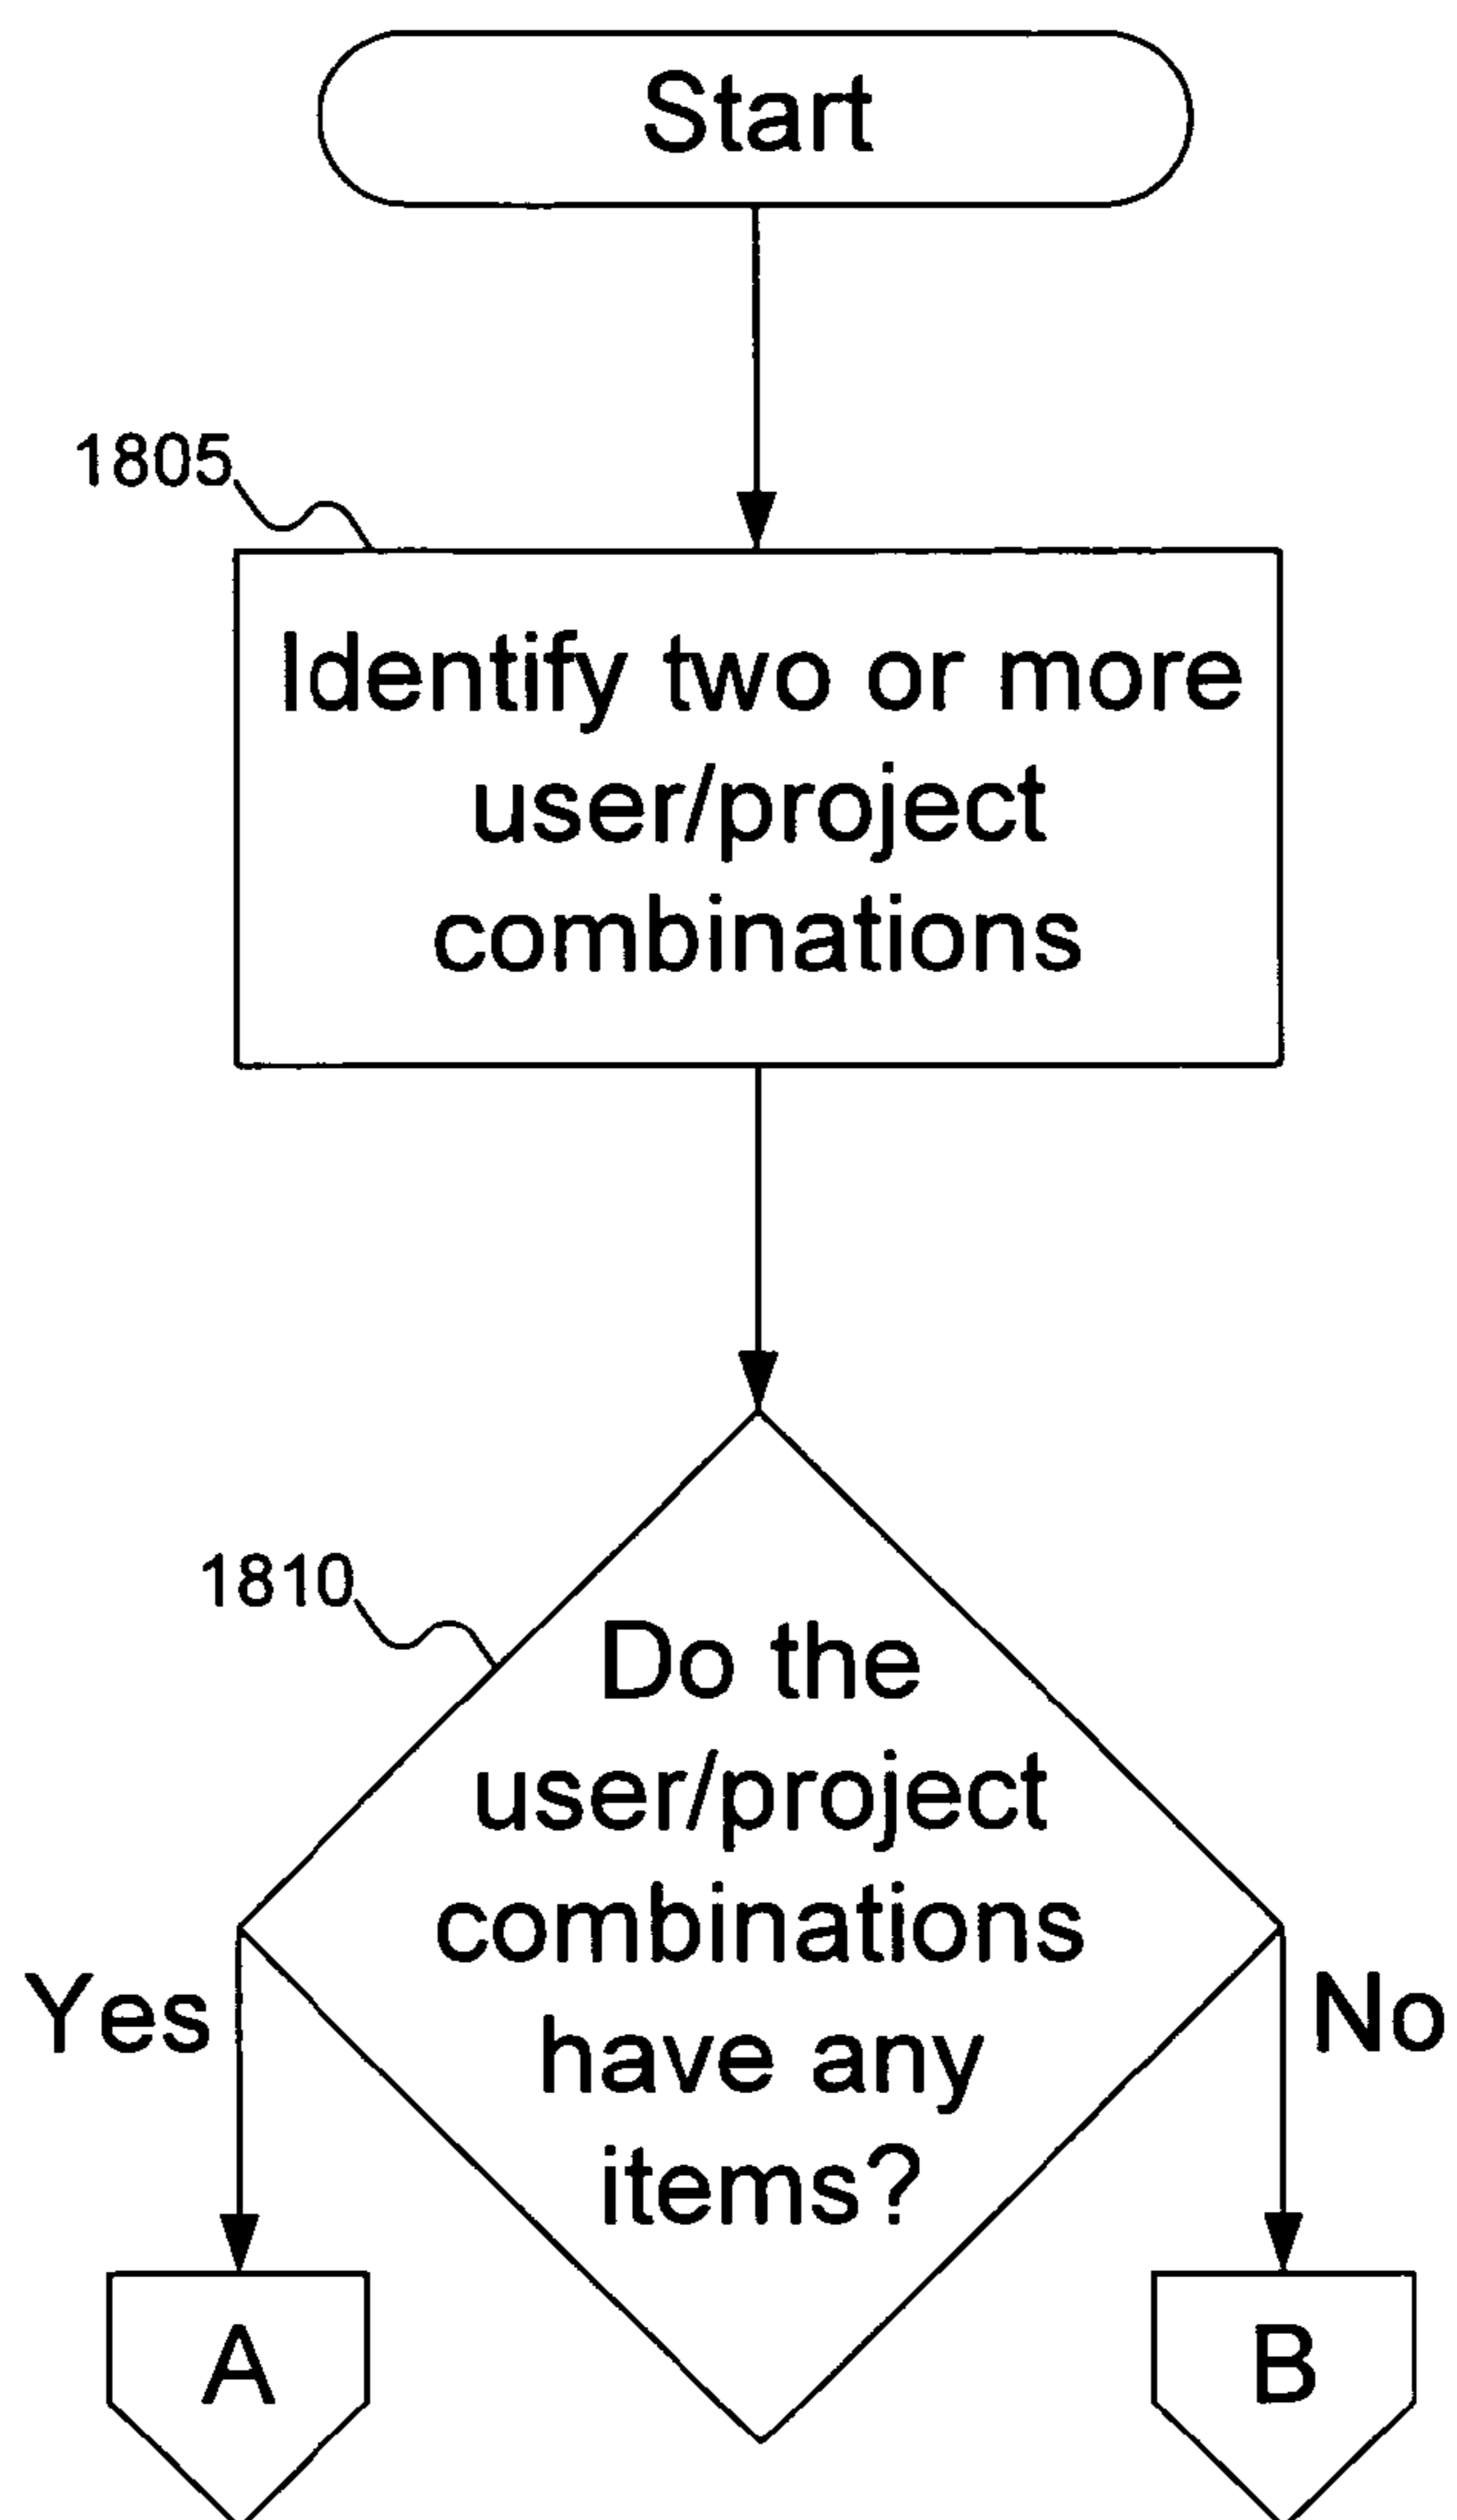 Start
1805
Identify two or more
user/project
combinations
1810
Do the
user/project
combinations
have any
items?
Yes
No
A
B